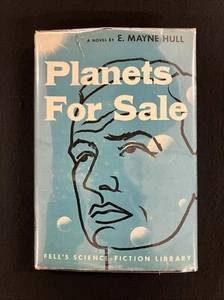 A NOVEL BY E. MAYNE HULL
Planets
For Sale
FELL'S SCIENCE-FICTION LIBRARY